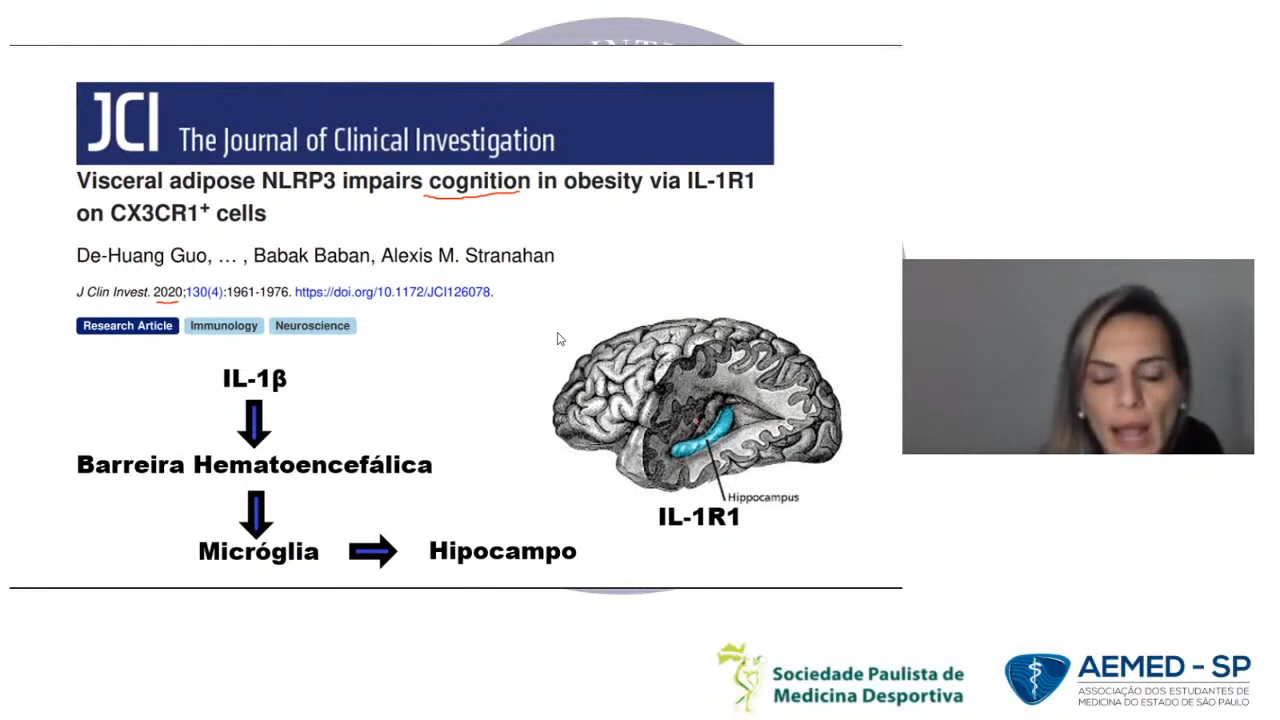 JCI The Journal of Clinical Investigation
Visceral adipose NLRP3 impairs cognition in obesity via IL-1R1
on CX3CR1+ cells
De-Huang Guo, … , Babak Baban, Alexis M. Stranahan
J Clin Invest. 2020;130(4):1961-1976. https://doi.org/10.1172/JCI126078.
Research Article Immunology Neuroscience
IL-1β
Barreira Hematoencefálica
Micróglia
Hipocampo
Hippocampus
IL-1R1
Sociedade Paulista de
Medicina Desportiva
AEMED - SP
ASSOCIAÇÃO DOS ESTUDANTES DE
MEDICINA DO ESTADO DE SÃO PAULO